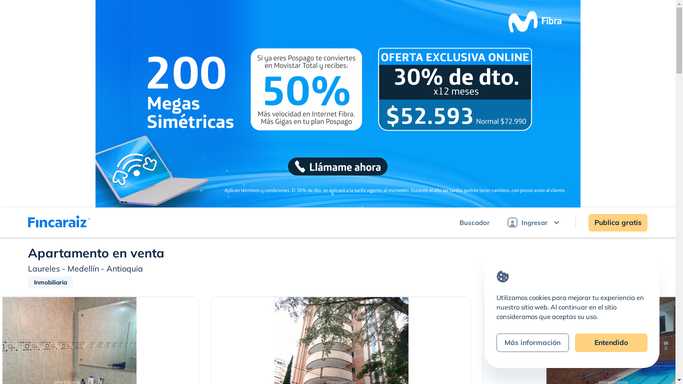 Fibra
200
Megas
Simétricas
Si ya eres Pospago te conviertes
en Movistar Total y recibes.
50%
Más velocidad en Internet Fibra.
Más Gigas en tu plan Pospago
OFERTA EXCLUSIVA ONLINE
30% de dto.
x12 meses
$52.593 Normal $72.990
Llámame ahora
Fincaraiz
Buscador
Ingresar
Publica gratis
Apartamento en venta
Laureles - Medellín - Antioquia
Inmobiliaria
Utilizamos cookies para mejorar tu experiencia en
nuestro sitio web. Al continuar en el sitio
consideramos que aceptas su uso.
Más información
Entendido